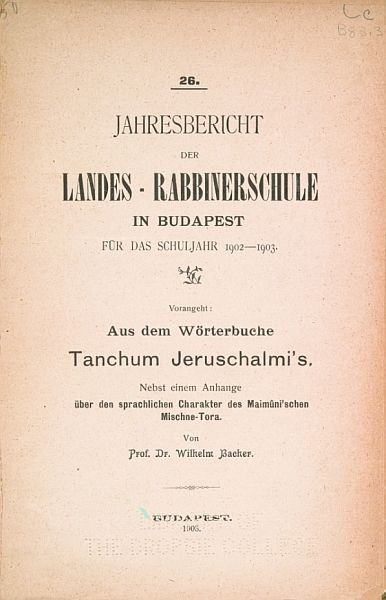 Lc
B83.3
26.
JAHRESBERICHT
DER
LANDES - RABBINERSCHULE
IN BUDAPEST
FÜR DAS SCHULJAHR 1902—1903.
Vorangeht:
Aus dem Wörterbuche
Tanchum Jeruschalmi's.
Nebst einem Anhange
über den sprachlichen Charakter des Maimûni'schen
Mischne-Tora.
Von
Prof. Dr. Wilhelm Bacher.
BUDAPEST.
1903.
THE DROPSIE COLLEGE